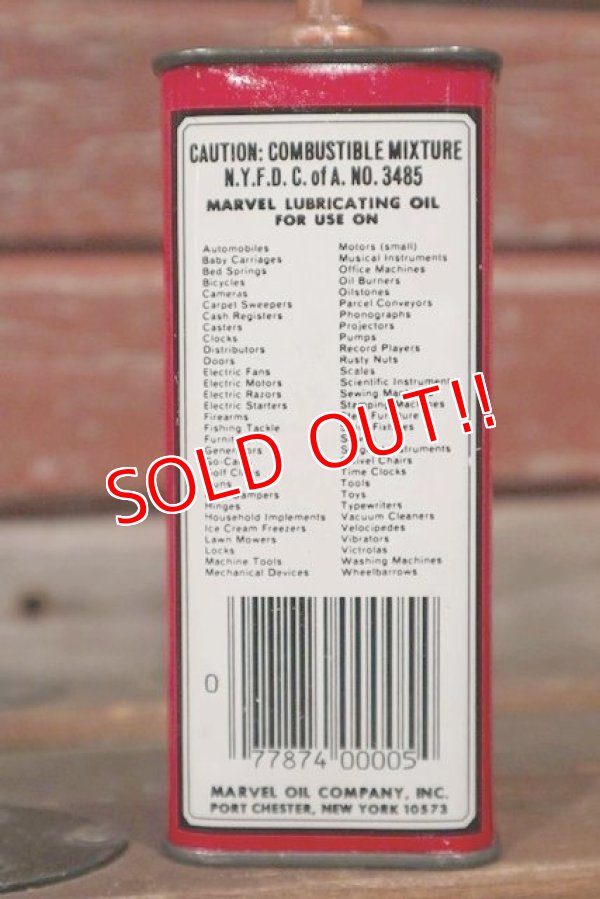 CAUTION: COMBUSTIBLE MIXTURE
N.Y.F.D. C. of A. NO. 3485
MARVEL LUBRICATING OIL
FOR USE ON
Automobiles
Baby Carriages
Bed Springs
Bicycles
Cameras
Carpet Sweepers
Cash Registers
Casters
Clocks
Distributors
Doors
Electric Fans
Electric Motors
Electric Razors
Electric Starters
Firearms
Fishing Tackle
Hinges
Household Implements
Ice Cream Freezers
Lawn Mowers
Locks
Machine Tools
Mechanical Devices
Motors (small)
Musical Instruments
Office Machines
Oil Burners
Oilstones
Parcel Conveyors
Phonographs
Projectors
Pumps
Record Players
Rusty Nuts
Scales
Scientific Instruments
Sewing
Time Clocks
Tools
Toys
Typewriters
Vacuum Cleaners
Velocipedes
Vibrators
Victrolas
Washing Machines
Wheelbarrows
SOLD OUT!!
0
77874 00005
MARVEL OIL COMPANY, INC.
PORT CHESTER, NEW YORK 10573